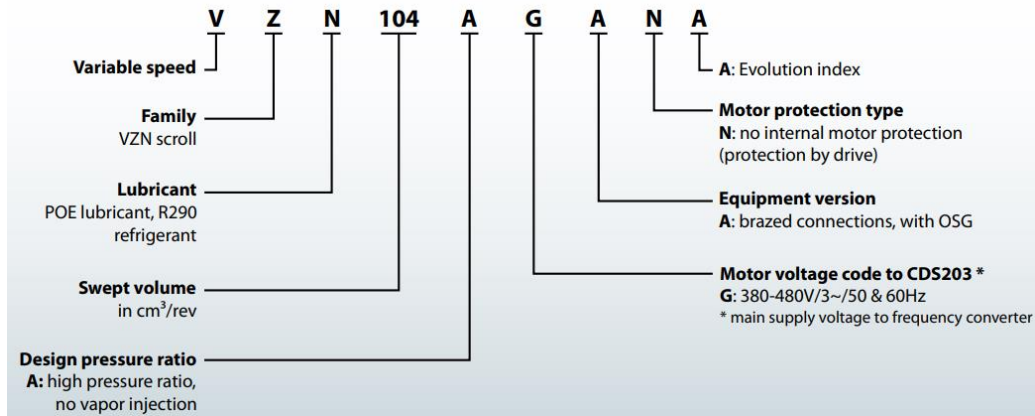 V Z N 104 A G A N A
Variable speed
Family
VZN scroll
Lubricant
POE lubricant, R290
refrigerant
Swept volume
in cm³/rev
Design pressure ratio
A: high pressure ratio,
no vapor injection
A: Evolution index
Motor protection type
N: no internal motor protection
(protection by drive)
Equipment version
A: brazed connections, with OSG
Motor voltage code to CDS203 *
G: 380-480V/3~/50 & 60Hz
* main supply voltage to frequency converter